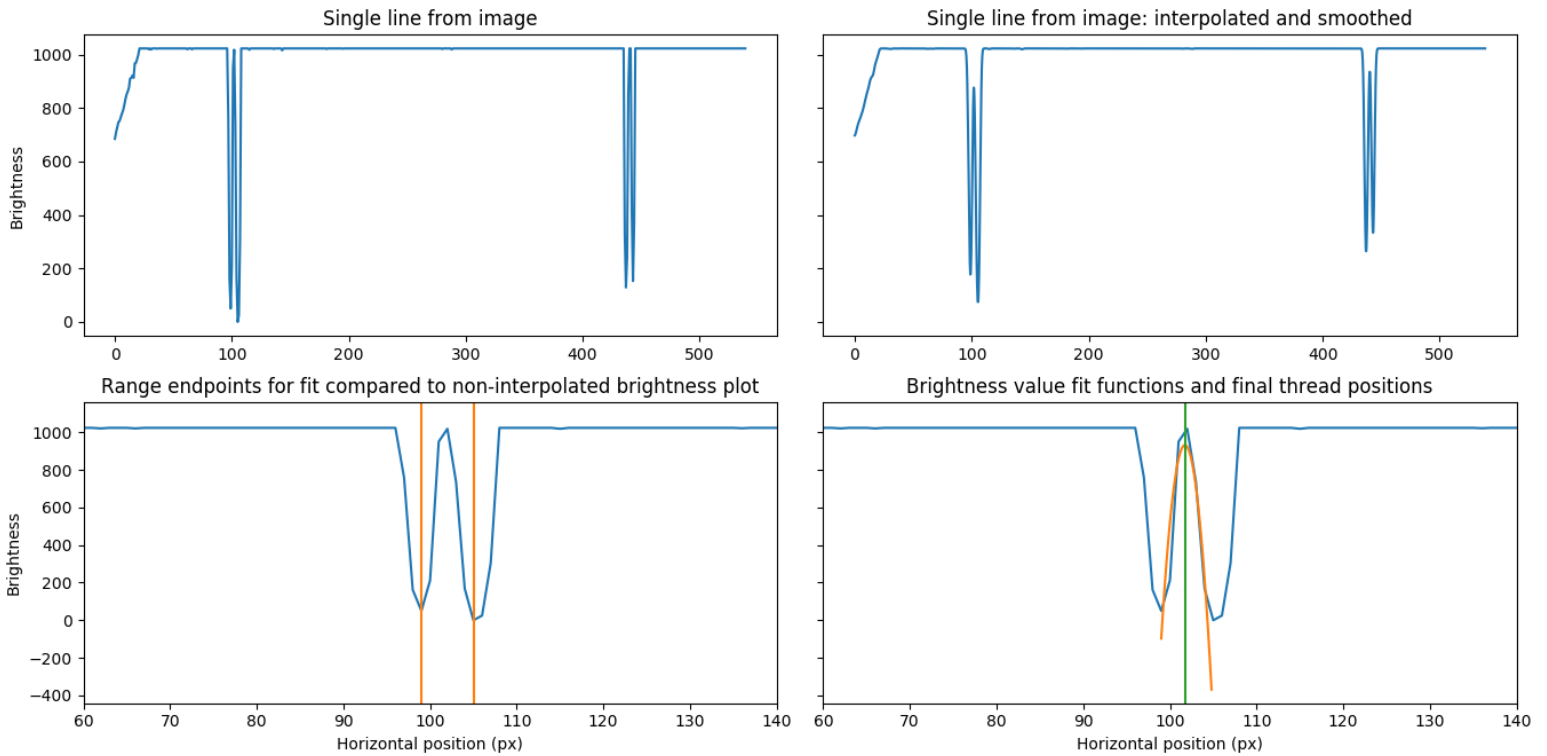 Single line from image
Single line from image: interpolated and smoothed
1000
800
600
400
200
0
Brightness
0 100 200 300 400 500
0 100 200 300 400 500
Range endpoints for fit compared to non-interpolated brightness plot
Brightness value fit functions and final thread positions
1000
800
600
400
200
0
−200
−400
Brightness
60 70 80 90 100 110 120 130 140
60 70 80 90 100 110 120 130 140
Horizontal position (px)
Horizontal position (px)